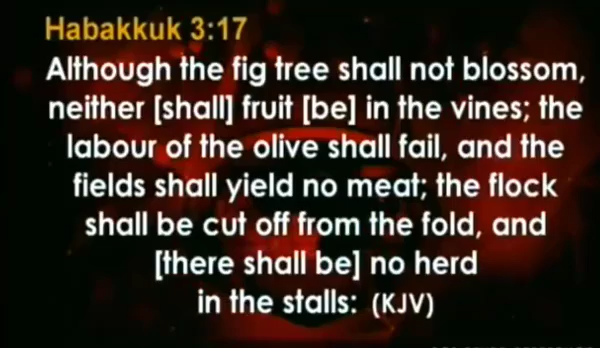 Habakkuk 3:17
Although the fig tree shall not blossom,
neither [shall] fruit [be] in the vines; the
labour of the olive shall fail, and the
fields shall yield no meat; the flock
shall be cut off from the fold, and
[there shall be] no herd
in the stalls: (KJV)